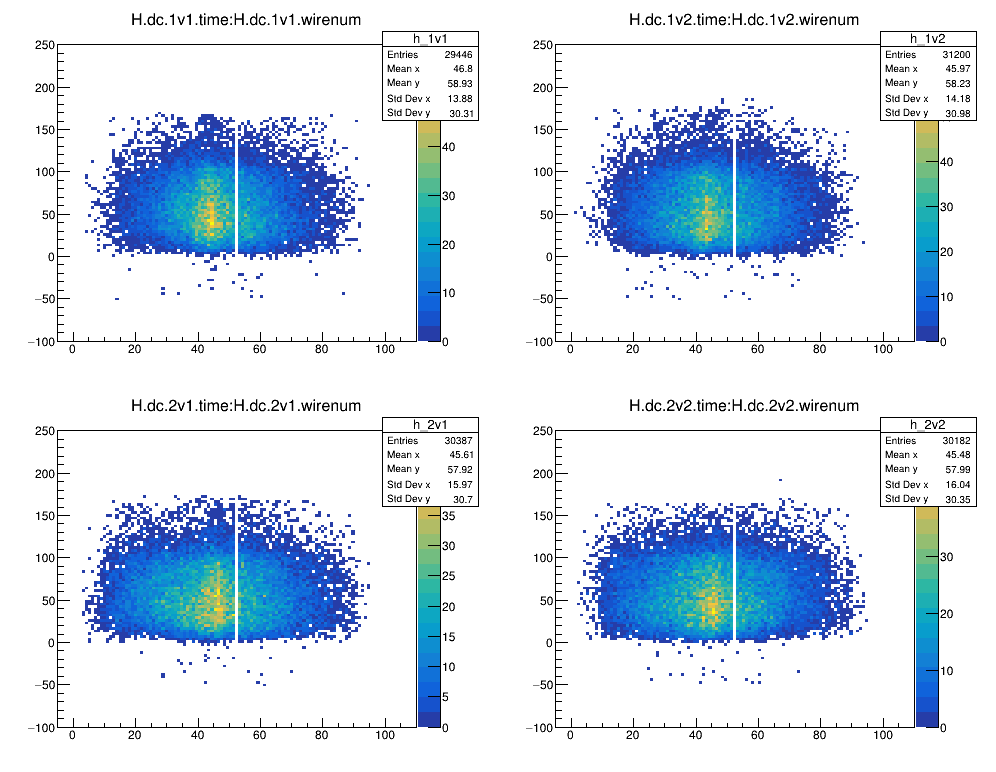 H.dc.1v1.time:H.dc.1v1.wirenum
h_1v1
Entries 29446
Mean x 46.8
Mean y 58.93
Std Dev x 13.88
Std Dev y 30.31
250
200
150
100
50
0
−50
−100
0 20 40 60 80 100
40
30
20
10
0
H.dc.1v2.time:H.dc.1v2.wirenum
h_1v2
Entries 31200
Mean x 45.97
Mean y 58.23
Std Dev x 14.18
Std Dev y 30.98
250
200
150
100
50
0
−50
−100
0 20 40 60 80 100
40
30
20
10
0
H.dc.2v1.time:H.dc.2v1.wirenum
h_2v1
Entries 30387
Mean x 45.61
Mean y 57.92
Std Dev x 15.97
Std Dev y 30.7
250
200
150
100
50
0
−50
−100
0 20 40 60 80 100
35
30
25
20
15
10
5
0
H.dc.2v2.time:H.dc.2v2.wirenum
h_2v2
Entries 30182
Mean x 45.48
Mean y 57.99
Std Dev x 16.04
Std Dev y 30.35
250
200
150
100
50
0
−50
−100
0 20 40 60 80 100
30
20
10
0